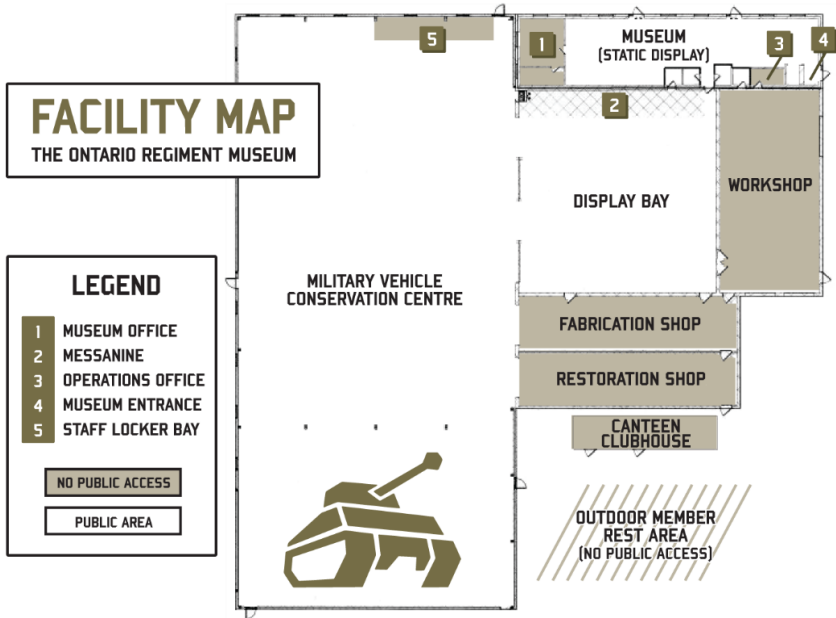 FACILITY MAP
THE ONTARIO REGIMENT MUSEUM
LEGEND
1 MUSEUM OFFICE
2 MESSANINE
3 OPERATIONS OFFICE
4 MUSEUM ENTRANCE
5 STAFF LOCKER BAY
NO PUBLIC ACCESS
PUBLIC AREA
5
MILITARY VEHICLE
CONSERVATION CENTRE
1
MUSEUM
(STATIC DISPLAY)
3
4
2
DISPLAY BAY
WORKSHOP
FABRICATION SHOP
RESTORATION SHOP
CANTEEN
CLUBHOUSE
OUTDOOR MEMBER
REST AREA
(NO PUBLIC ACCESS)